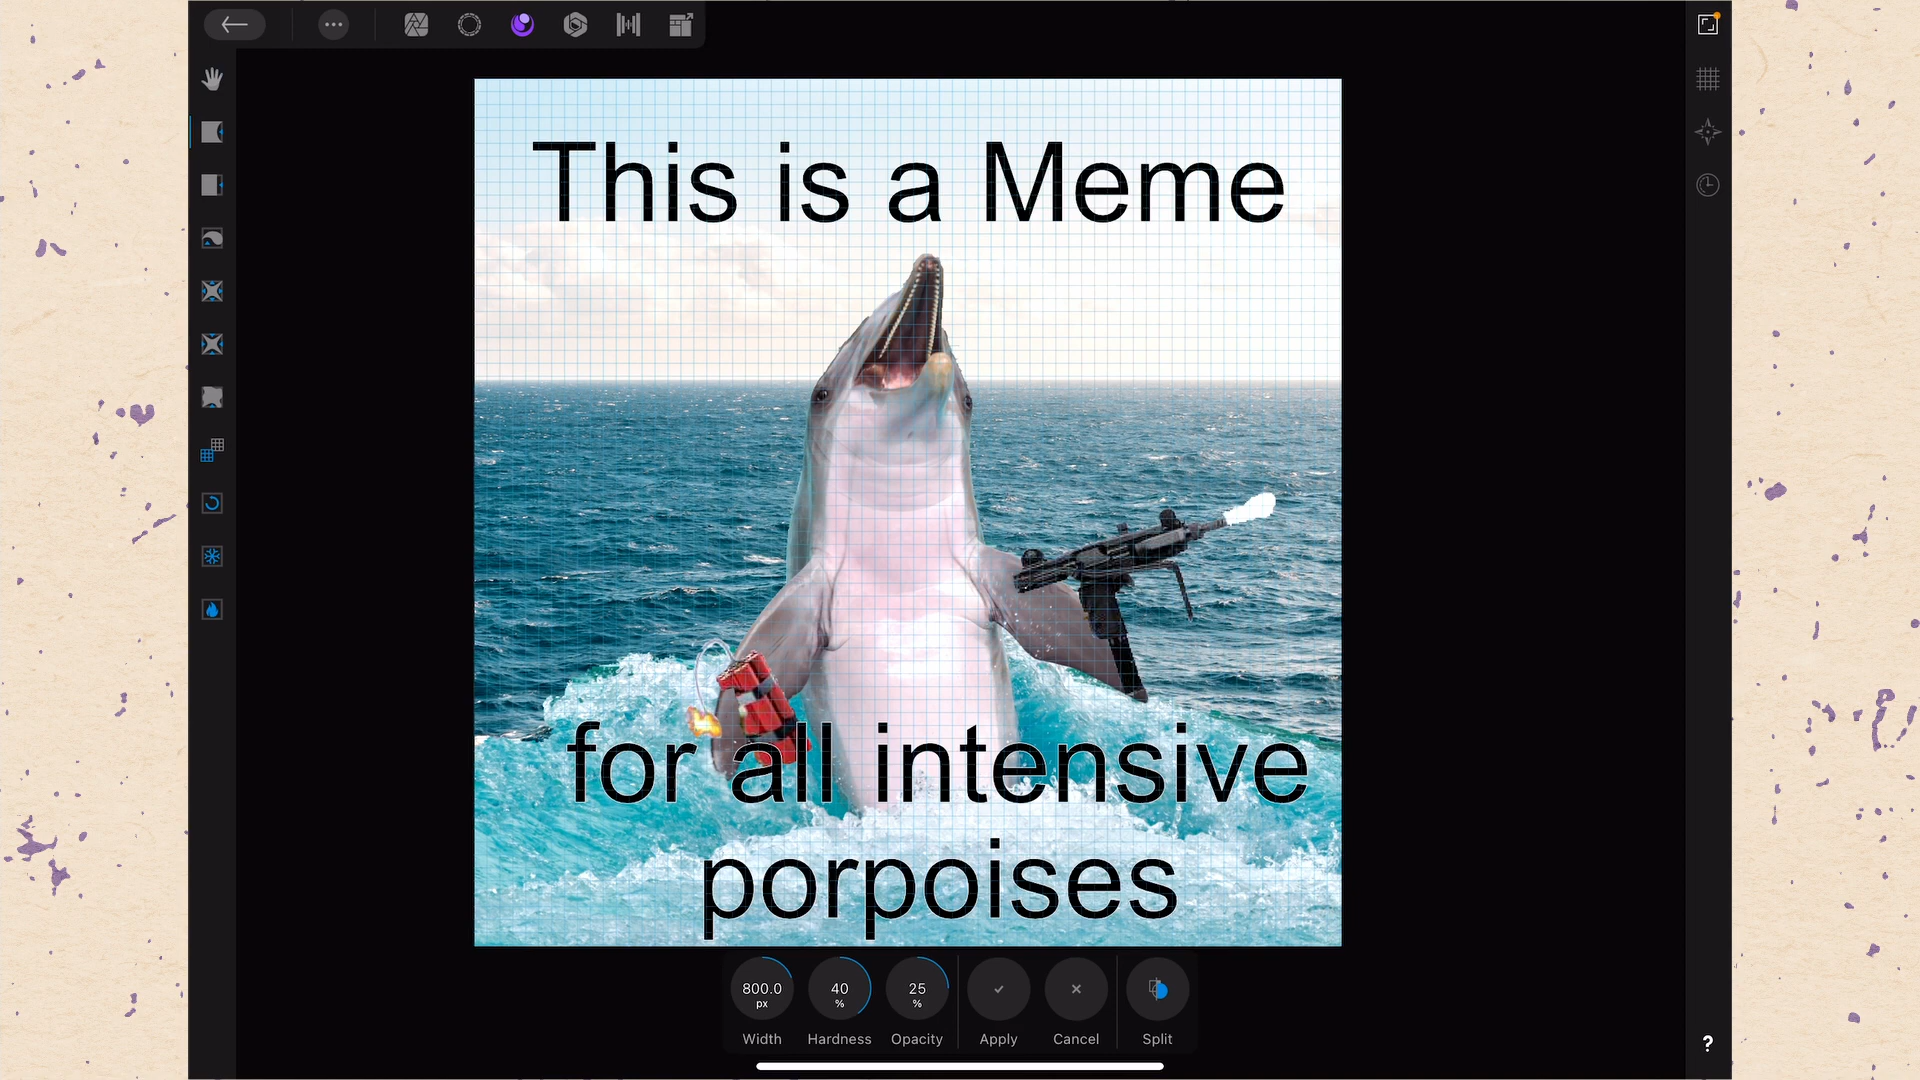 This is a Meme
for all intensive
porpoises
800.0 px 40 % 25 %
Width Hardness Opacity Apply Cancel Split
?